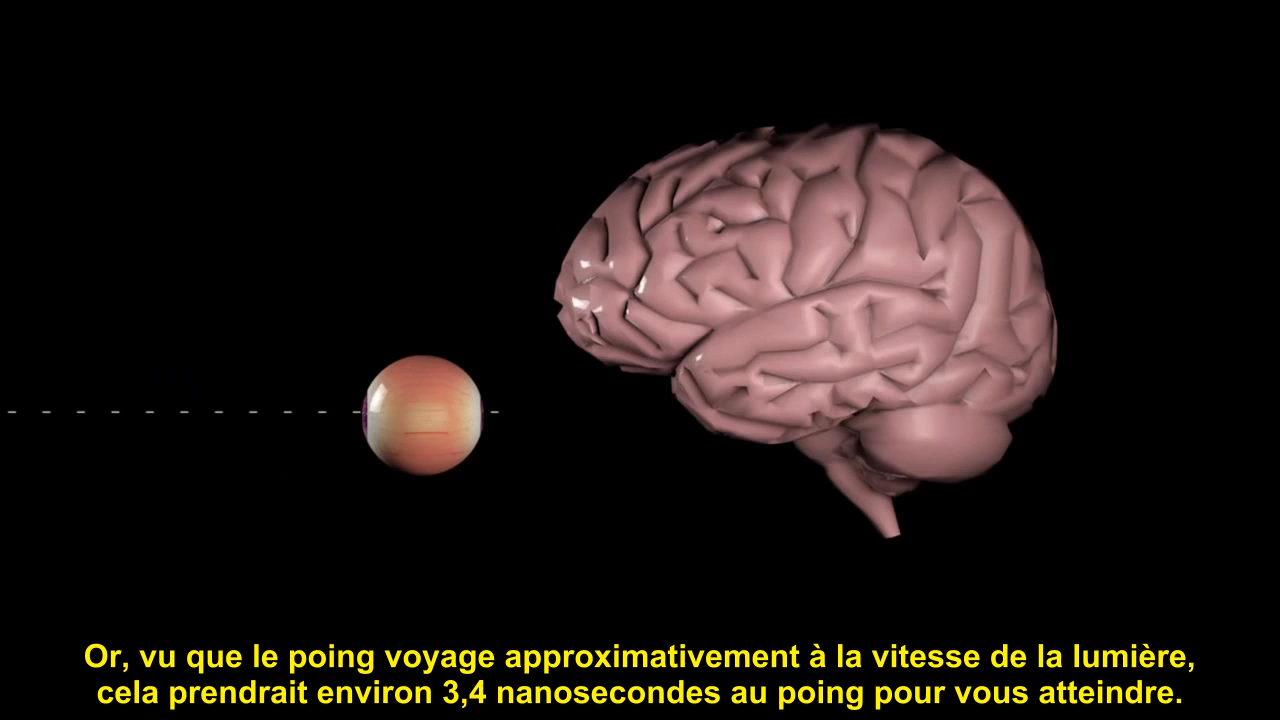 Or, vu que le poing voyage approximativement à la vitesse de la lumière,
cela prendrait environ 3,4 nanosecondes au poing pour vous atteindre.